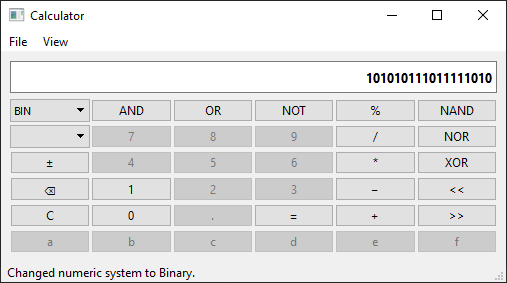 Calculator
File View
101010111011111010
BIN AND OR NOT % NAND
7 8 9 / NOR
± 4 5 6 * XOR
⌫ 1 2 3 − <<
C 0 . = + >>
a b c d e f
Changed numeric system to Binary.